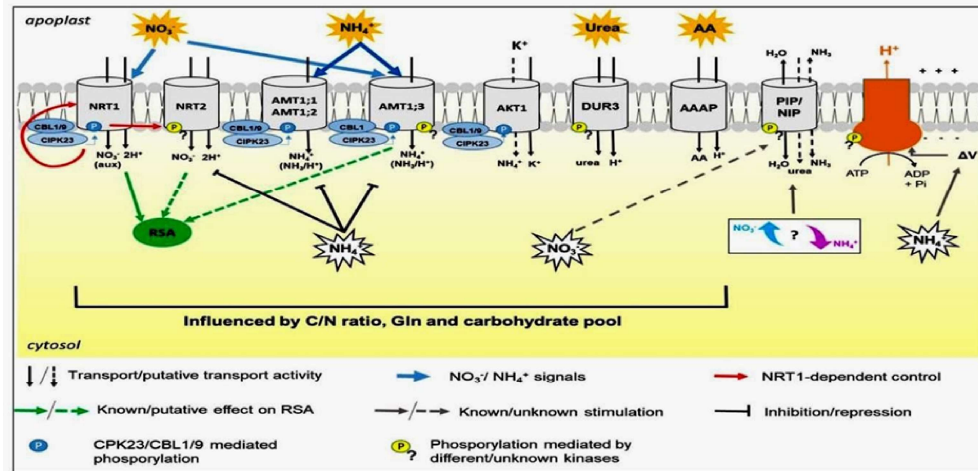 apoplast
NO₃⁻
NH₄⁺
Urea
AA
H⁺
K⁺
H₂O
NH₃
+ + +
NRT1
NRT2
AMT1;1
AMT1;2
AMT1;3
AKT1
DUR3
AAAP
PIP/
NIP
CBL1/9
P
CIPK23
P
?
CBL1/9
P
CIPK23
CBL1
P
CIPK23
P
?
CBL1/9
P
CIPK23
P
?
P
?
P
?
- - -
NO₃⁻ 2H⁺
(aux)
NO₃⁻ 2H⁺
NH₄⁺
(NH₃/H⁺)
NH₄⁺
(NH₃/H⁺)
NH₄⁺ K⁺
urea H⁺
AA H⁺
H₂O
urea
NH₃
ATP
ADP
+ Pi
ΔV
RSA
NH₄
NO₃⁻
NO₃⁻
?
NH₄⁺
NH₄⁺
Influenced by C/N ratio, Gln and carbohydrate pool
cytosol
Transport/putative transport activity
NO₃⁻/ NH₄⁺ signals
NRT1-dependent control
Known/putative effect on RSA
Known/unknown stimulation
Inhibition/repression
P
CPK23/CBL1/9 mediated
phosporylation
P
?
Phosporylation mediated by
different/unknown kinases